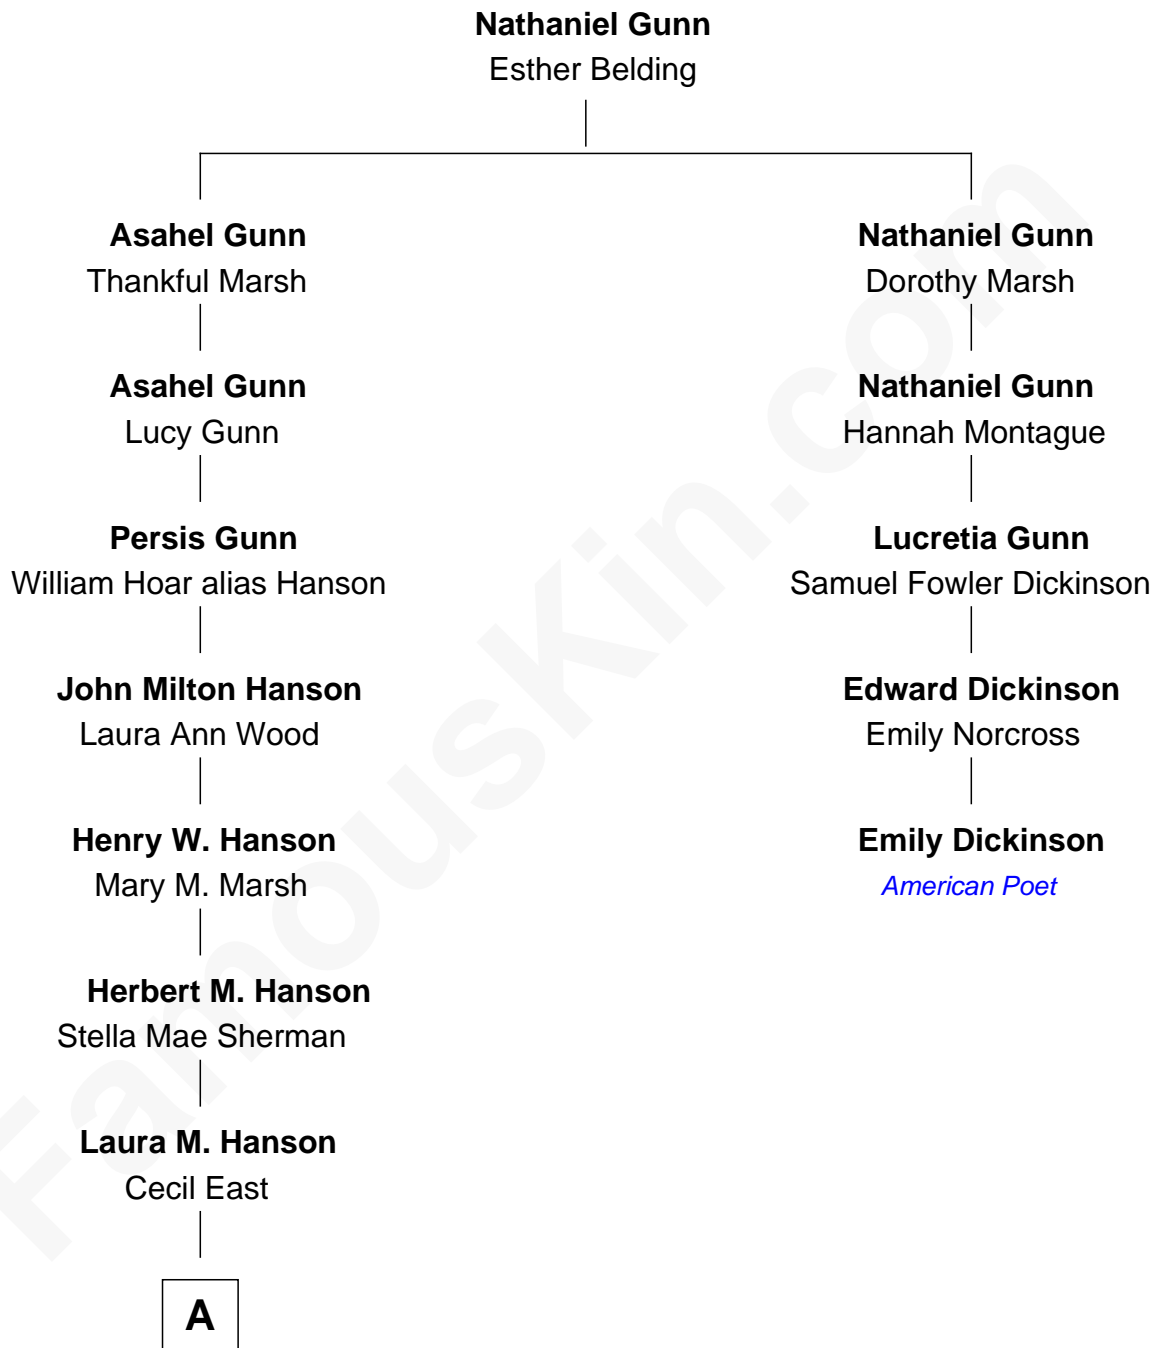 Nathaniel Gunn
Esther Belding
Asahel Gunn
Thankful Marsh
Nathaniel Gunn
Dorothy Marsh
Asahel Gunn
Lucy Gunn
Nathaniel Gunn
Hannah Montague
Persis Gunn
William Hoar alias Hanson
Lucretia Gunn
Samuel Fowler Dickinson
John Milton Hanson
Laura Ann Wood
Edward Dickinson
Emily Norcross
Henry W. Hanson
Mary M. Marsh
Emily Dickinson
American Poet
Herbert M. Hanson
Stella Mae Sherman
Laura M. Hanson
Cecil East
A
FamousKin.com